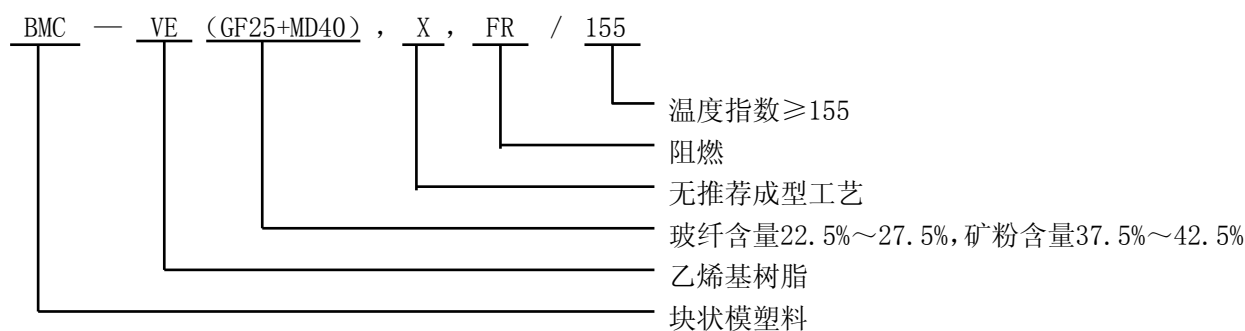 BMC — VE (GF25+MD40), X, FR / 155
温度指数≥155
阻燃
无推荐成型工艺
玻纤含量22.5%～27.5%,矿粉含量37.5%～42.5%
乙烯基树脂
块状模塑料